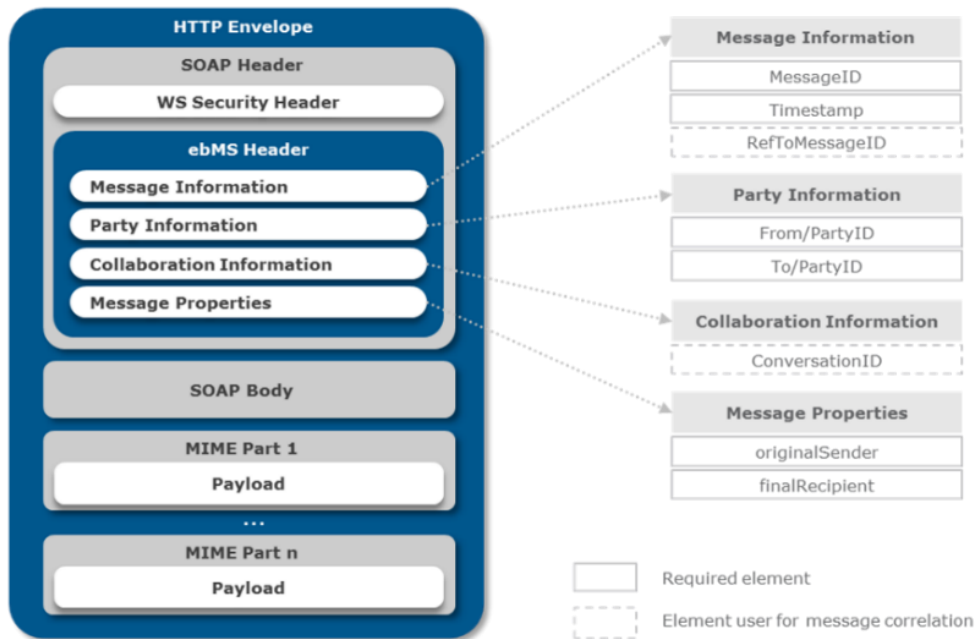 HTTP Envelope
SOAP Header
WS Security Header
ebMS Header
Message Information
Party Information
Collaboration Information
Message Properties
SOAP Body
MIME Part 1
Payload
...
MIME Part n
Payload
Message Information
MessageID
Timestamp
RefToMessageID
Party Information
From/PartyID
To/PartyID
Collaboration Information
ConversationID
Message Properties
originalSender
finalRecipient
Required element
Element user for message correlation